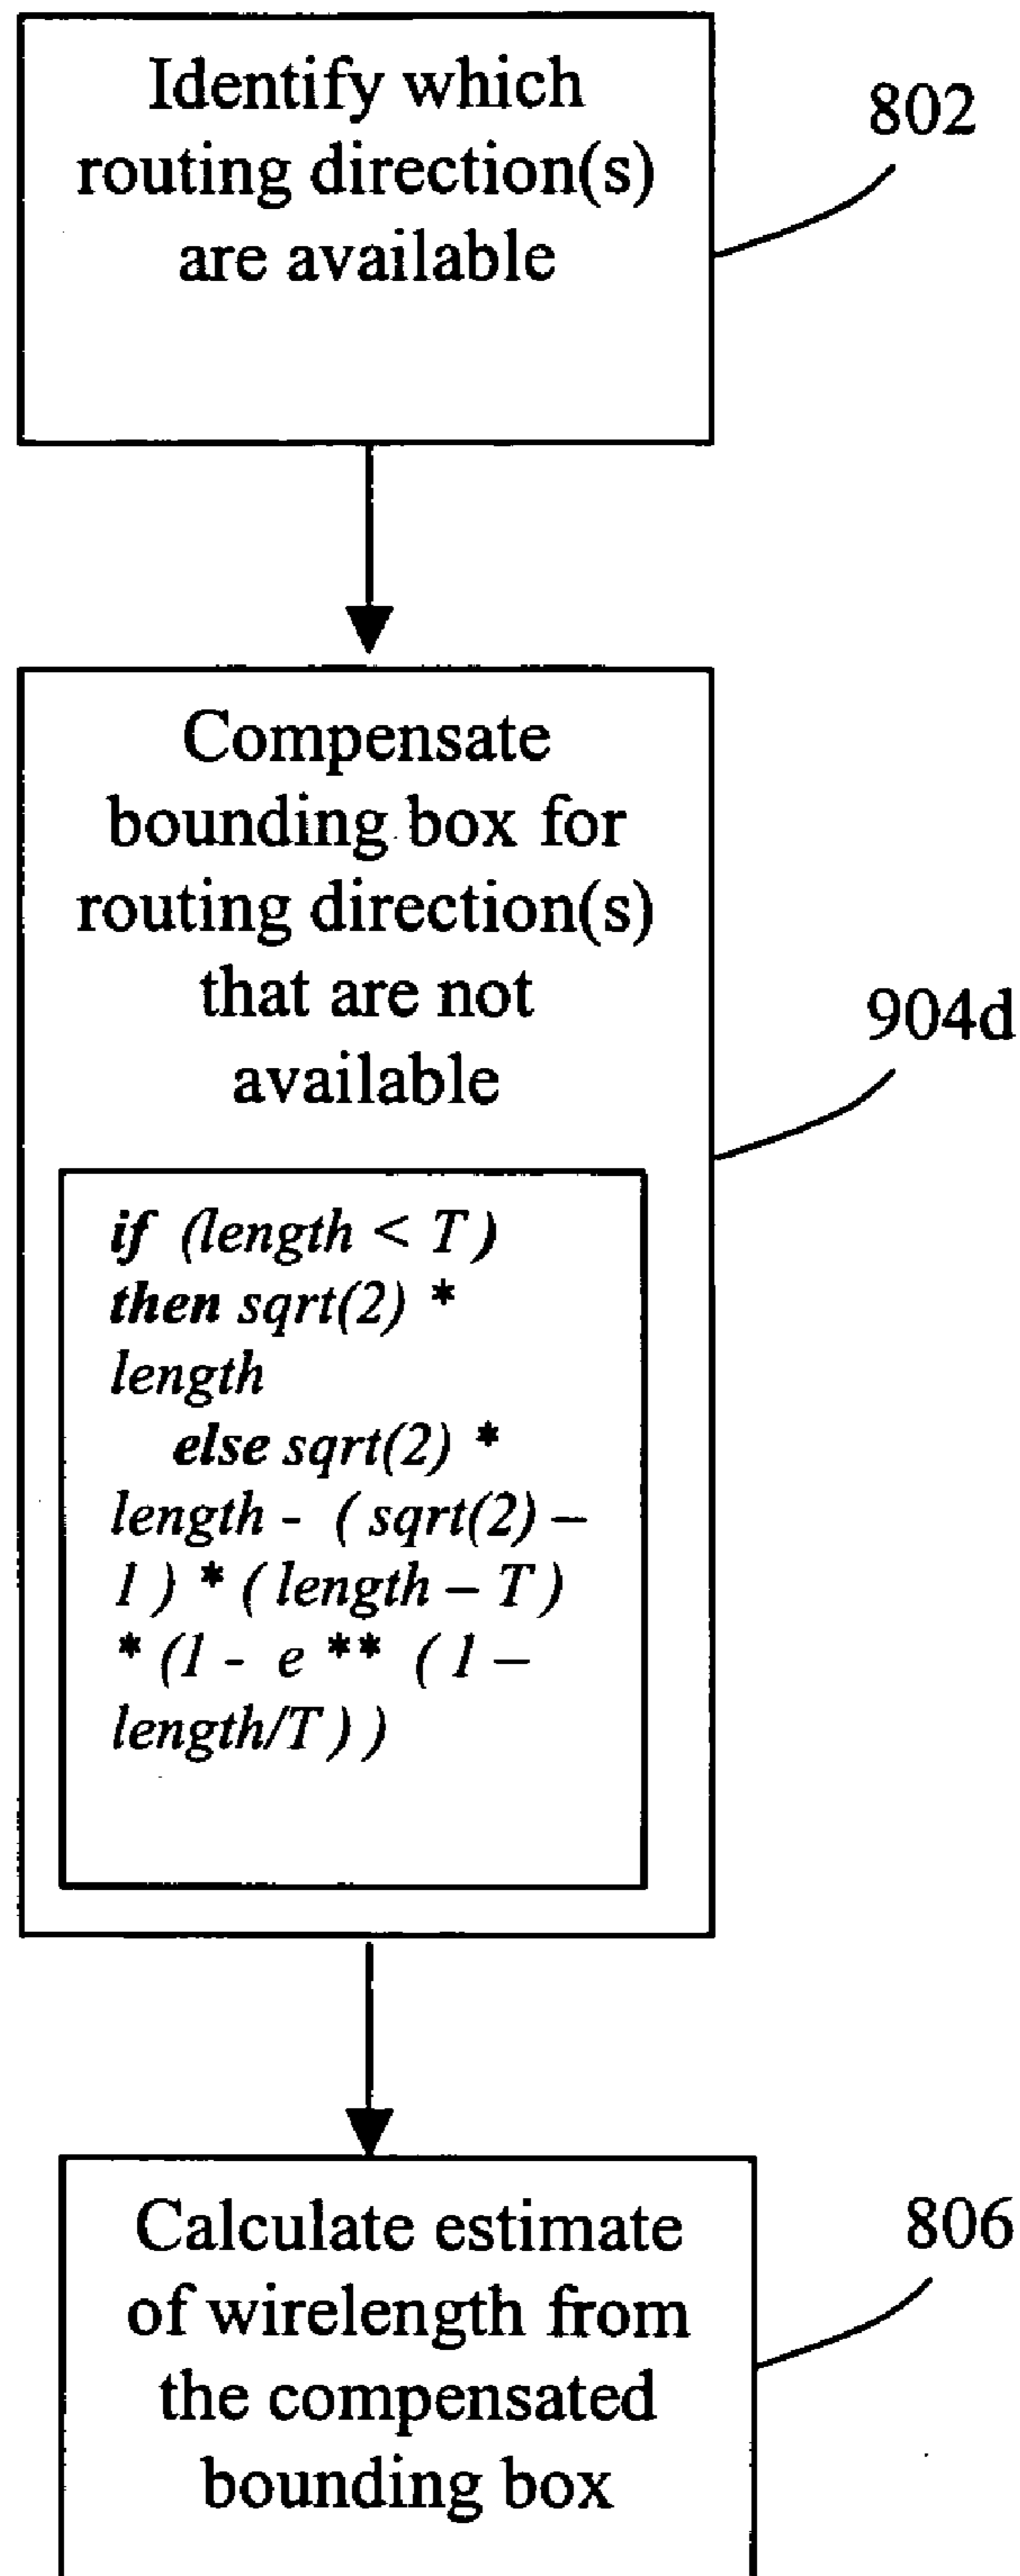 Identify which
routing direction(s)
are available
802
Compensate
bounding box for
routing direction(s)
that are not
available
904d
if (length < T )
then sqrt(2) *
length
else sqrt(2) *
length - ( sqrt(2) –
1 ) * ( length – T )
* (1 - e ** ( 1 –
length/T ) )
Calculate estimate
of wirelength from
the compensated
bounding box
806